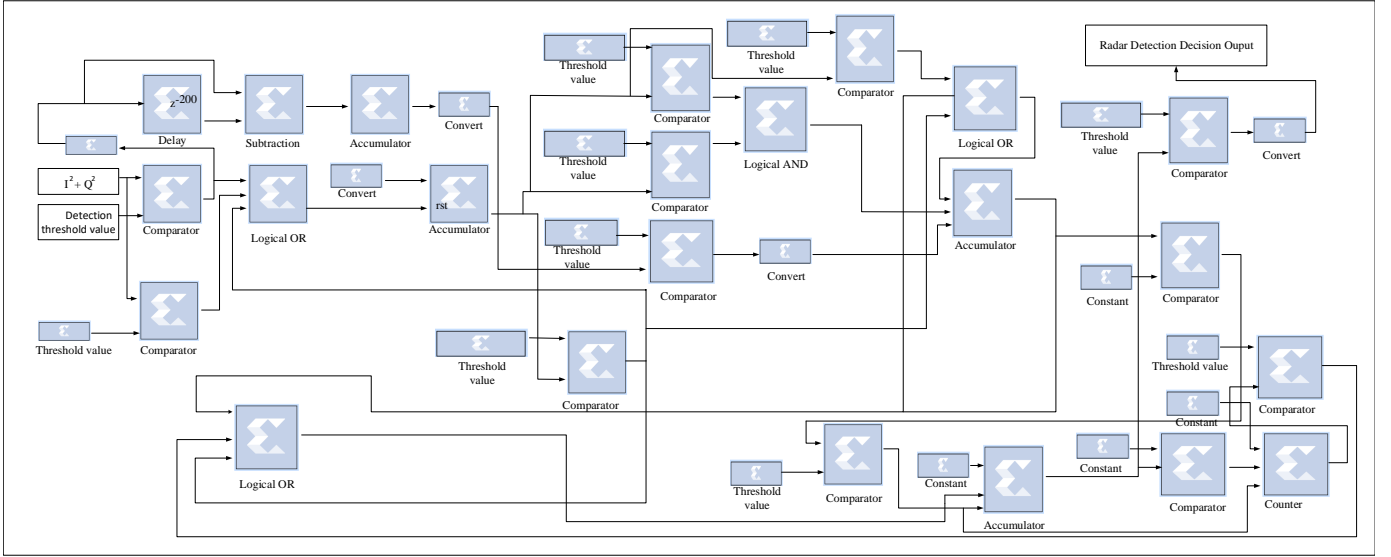 Radar Detection Decision Ouput
Threshold
value
Threshold
value
Comparator
z-200
Delay
Subtraction
Accumulator
Convert
Comparator
Logical AND
Logical OR
Threshold
value
Comparator
Convert
Threshold
value
I² + Q²
Detection
threshold value
Comparator
Logical OR
Convert
rst
Accumulator
Comparator
Threshold
value
Comparator
Convert
Accumulator
Constant
Comparator
Threshold value
Comparator
Threshold
value
Comparator
Threshold value
Comparator
Constant
Logical OR
Threshold
value
Comparator
Constant
Accumulator
Constant
Comparator
Counter